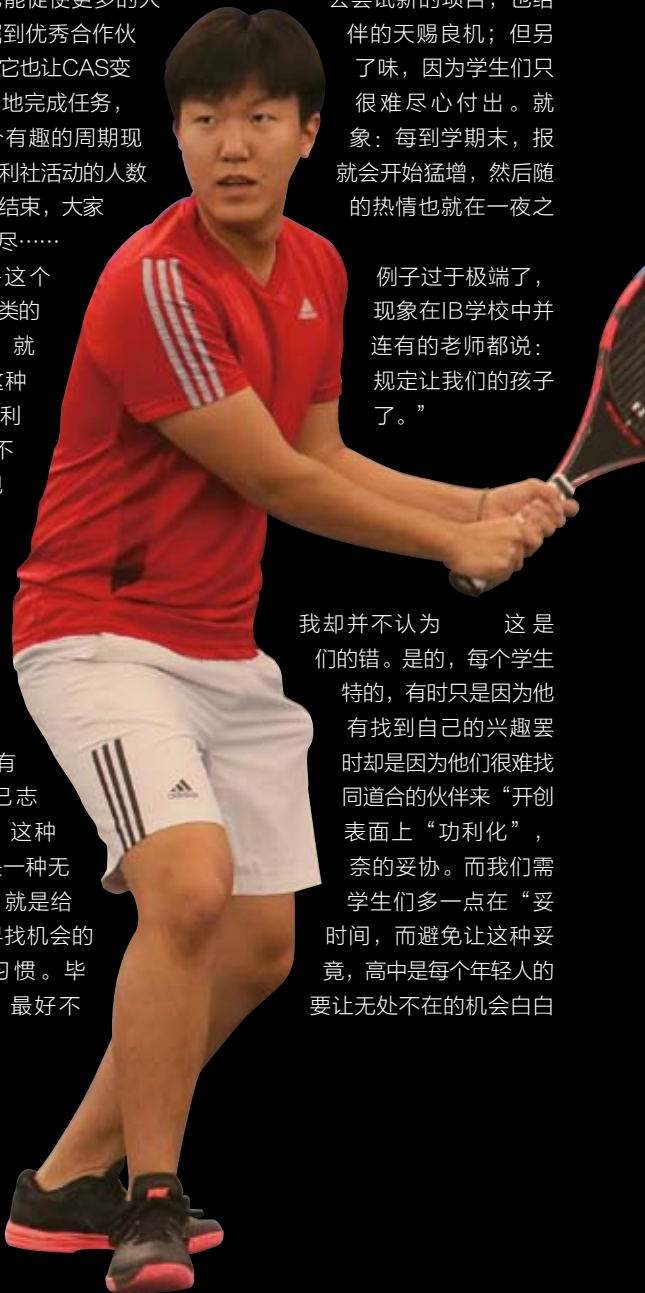 能促使更多的人 去尝试新的项目，也给
到优秀合作伙 伴的天赐良机；但另
它也让CAS变 了味，因为学生们只
地完成任务， 很难尽心付出。就
个有趣的周期现 象：每到学期末，报
利社活动的人数 就会开始猛增，然后随
结束，大家 的热情也就在一夜之
尽……
这个 例子过于极端了，
类的 现象在IB学校中并
就 连有的老师都说：
这种 规定让我们的孩子
利 了。”
不
我却并不认为 这是
们的错。是的，每个学生
特的，有时只是因为他
有找到自己的兴趣罢
有 时却是因为他们很难找
己志 同道合的伙伴来“开创
这种 表面上“功利化”，
是一种无 奈的妥协。而我们需
就是给 学生们多一点在“妥
寻找机会的 时间，而避免让这种妥
习惯。毕 竟，高中是每个年轻人的
最好不 要让无处不在的机会白白
adidas